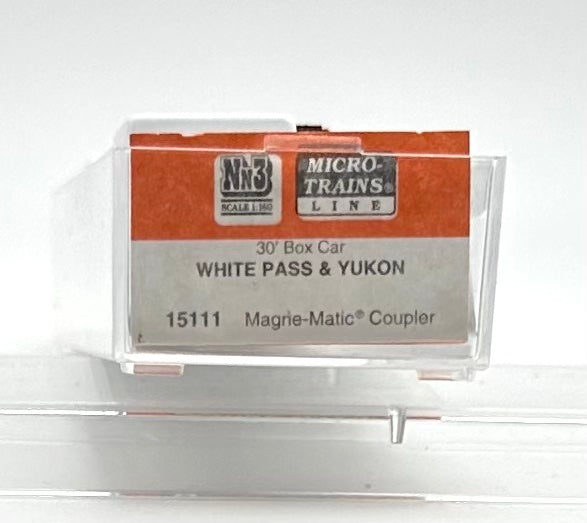 NN3
SCALE 1:160
MICRO-
TRAINS®
LINE
30' Box Car
WHITE PASS & YUKON
15111 Magne-Matic® Coupler